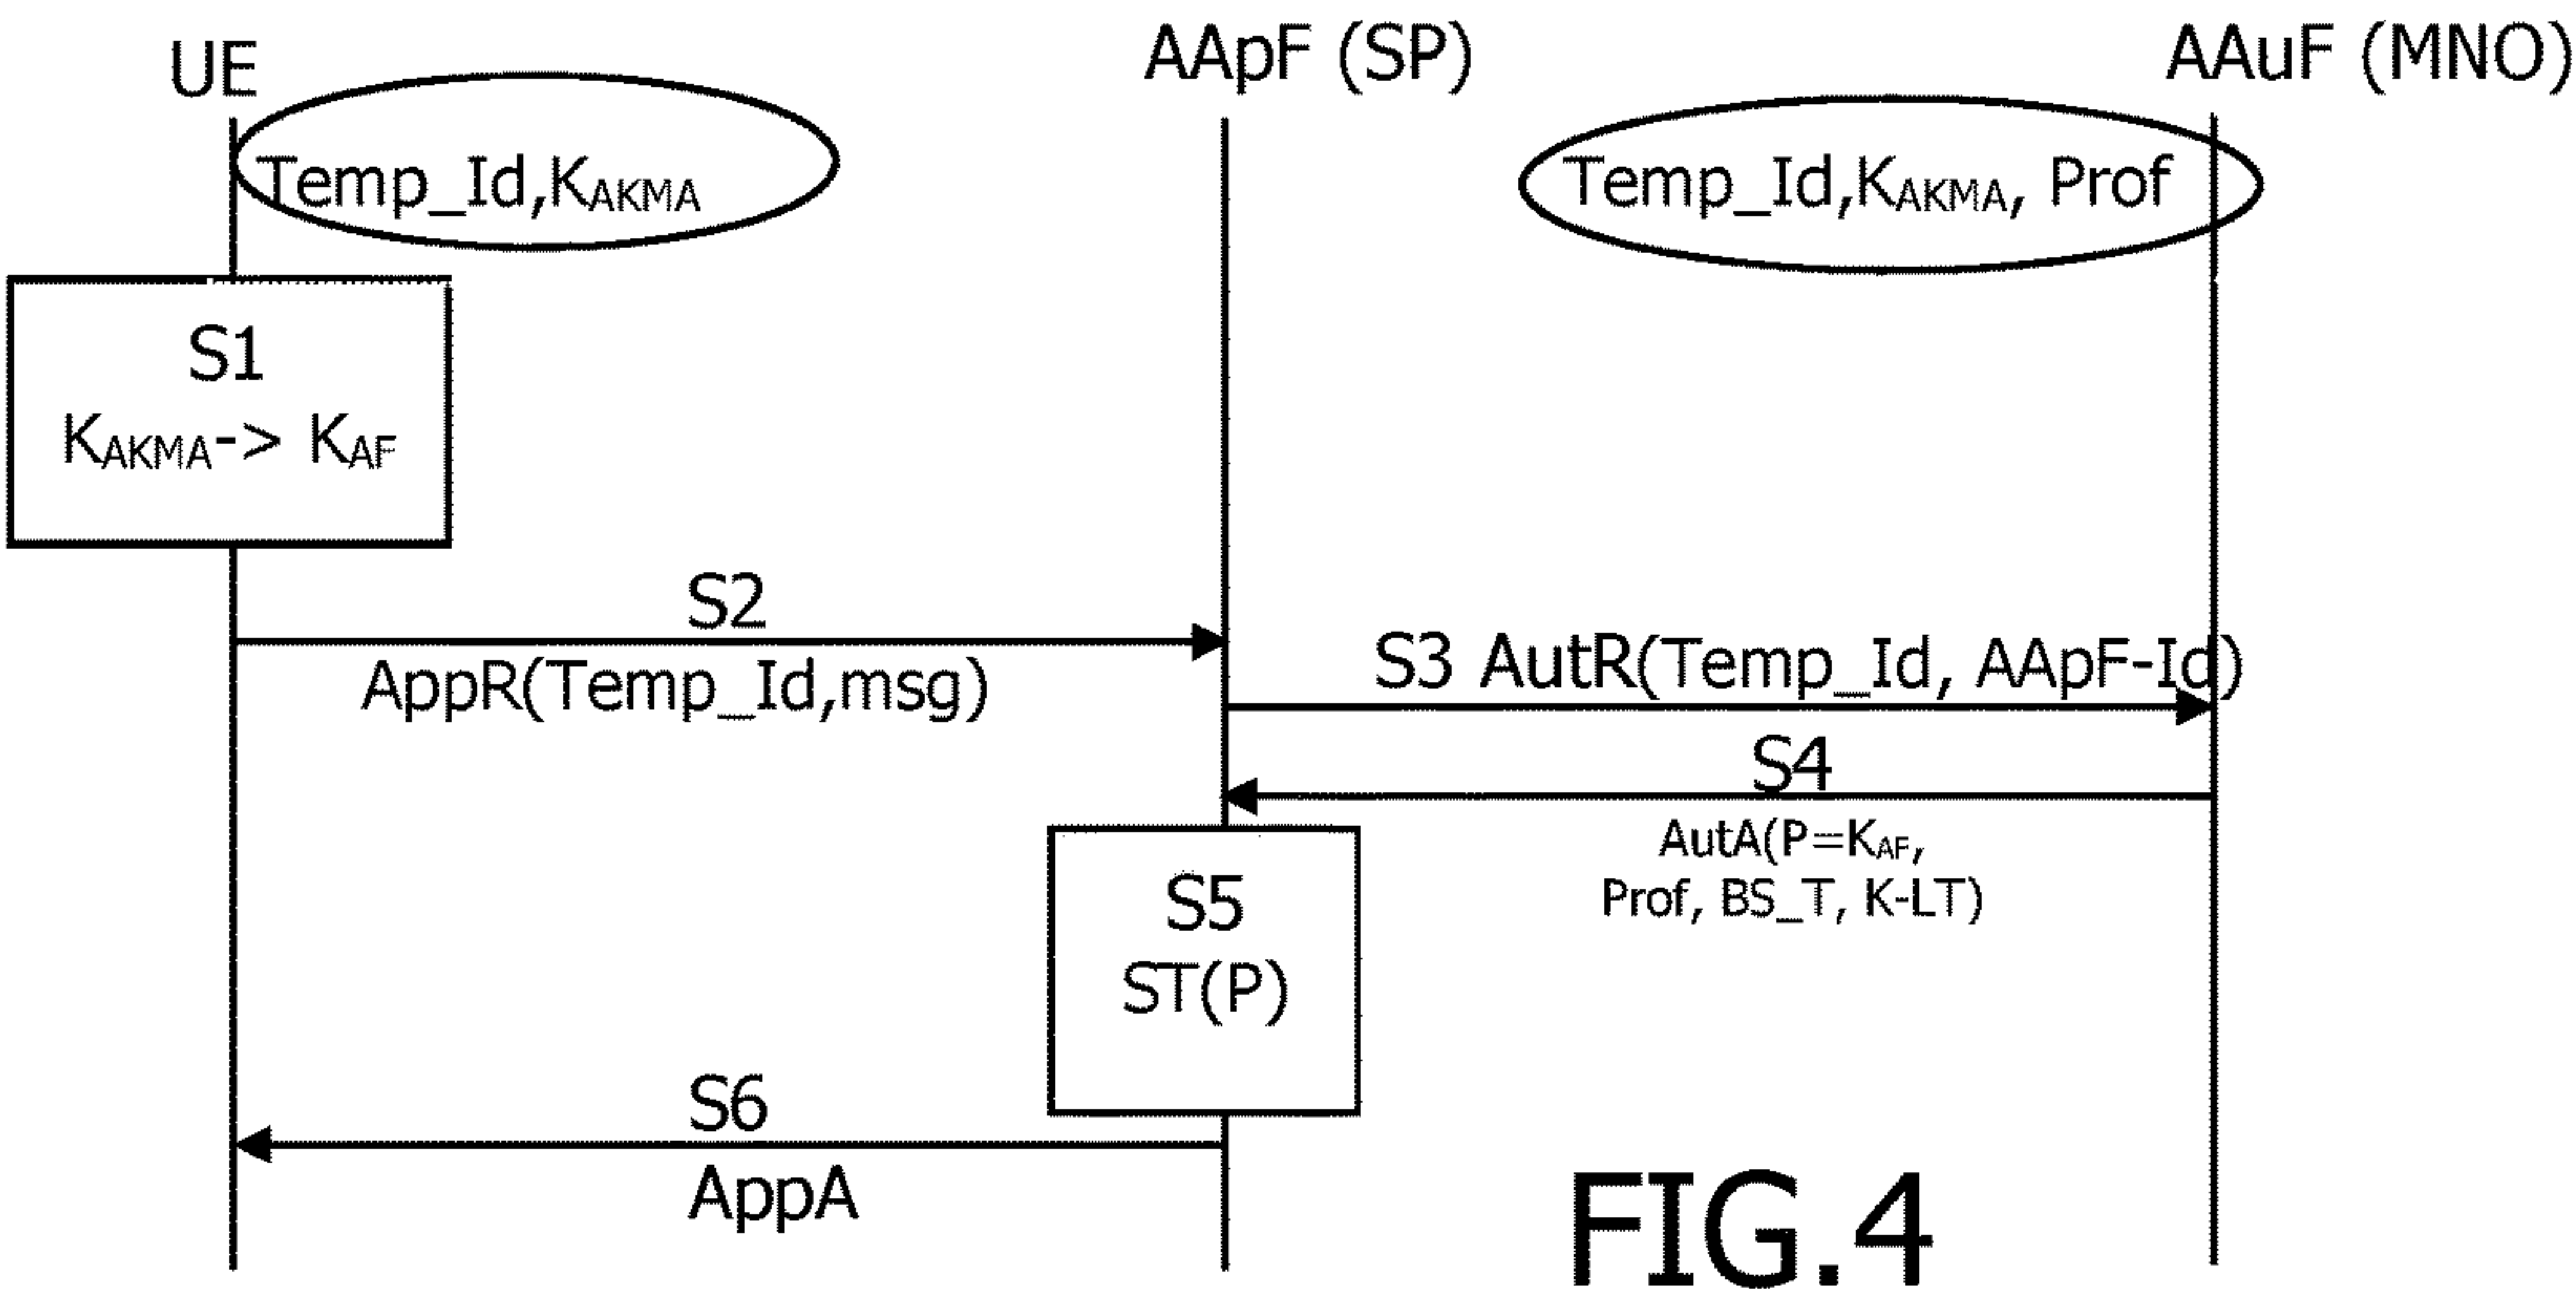 UE
AApF (SP)
AAuF (MNO)
Temp_Id,KAKMA
Temp_Id,KAKMA, Prof
S1
KAKMA-> KAF
S2
AppR(Temp_Id,msg)
S3 AutR(Temp_Id, AApF-Id)
S4
AutA(P=KAF,
Prof, BS_T, K-LT)
S5
ST(P)
S6
AppA
FIG.4